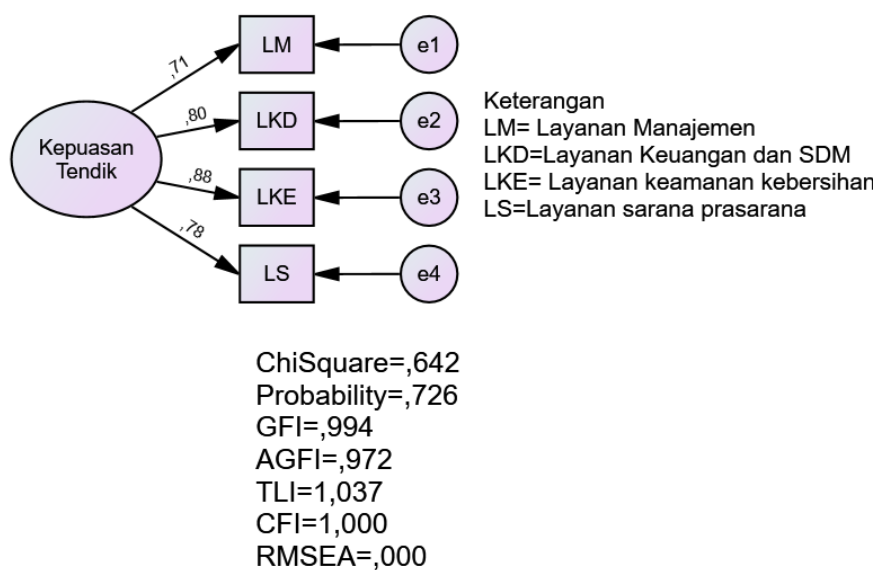 Kepuasan
Tendik
,71
,80
,88
,78
LM
LKD
LKE
LS
e1
e2
e3
e4
Keterangan
LM= Layanan Manajemen
LKD=Layanan Keuangan dan SDM
LKE= Layanan keamanan kebersihan
LS=Layanan sarana prasarana
ChiSquare=,642
Probability=,726
GFI=,994
AGFI=,972
TLI=1,037
CFI=1,000
RMSEA=,000